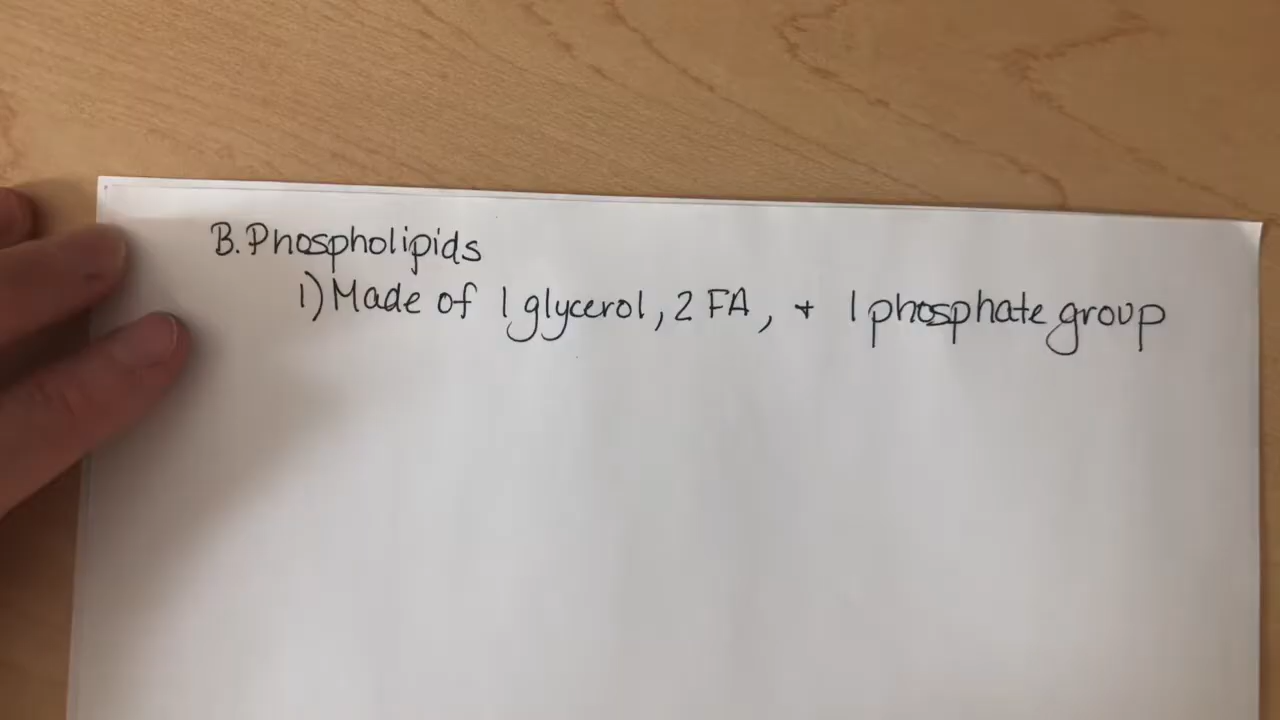 B. Phospholipids
1) Made of 1 glycerol, 2 FA, + 1 phosphate group